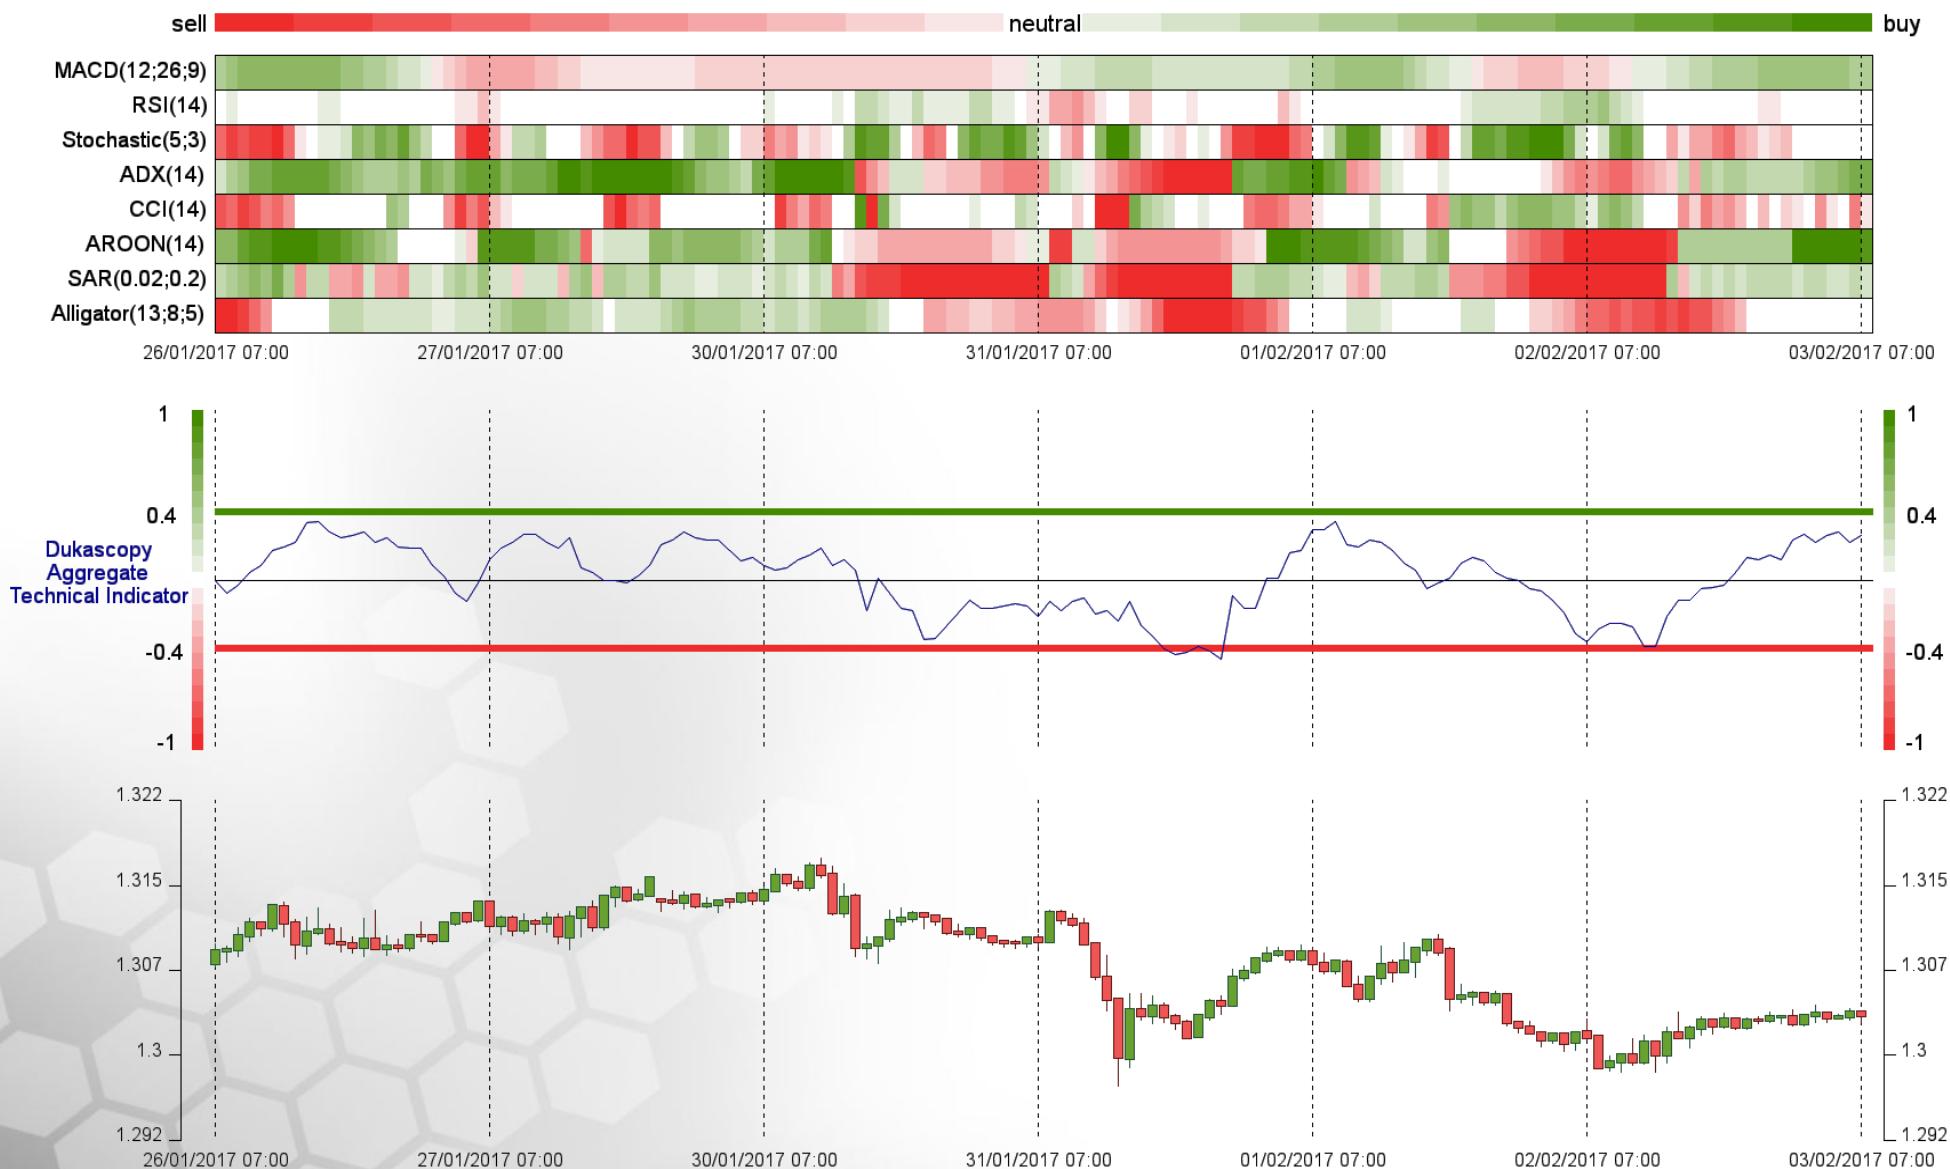 sell neutral buy
MACD(12;26;9)
RSI(14)
Stochastic(5;3)
ADX(14)
CCI(14)
AROON(14)
SAR(0.02;0.2)
Alligator(13;8;5)
26/01/2017 07:00 27/01/2017 07:00 30/01/2017 07:00 31/01/2017 07:00 01/02/2017 07:00 02/02/2017 07:00 03/02/2017 07:00
1 1
0.4 0.4
Dukascopy
Aggregate
Technical Indicator
-0.4 -0.4
-1 -1
1.322 1.322
1.315 1.315
1.307 1.307
1.3 1.3
1.292 1.292
26/01/2017 07:00 27/01/2017 07:00 30/01/2017 07:00 31/01/2017 07:00 01/02/2017 07:00 02/02/2017 07:00 03/02/2017 07:00